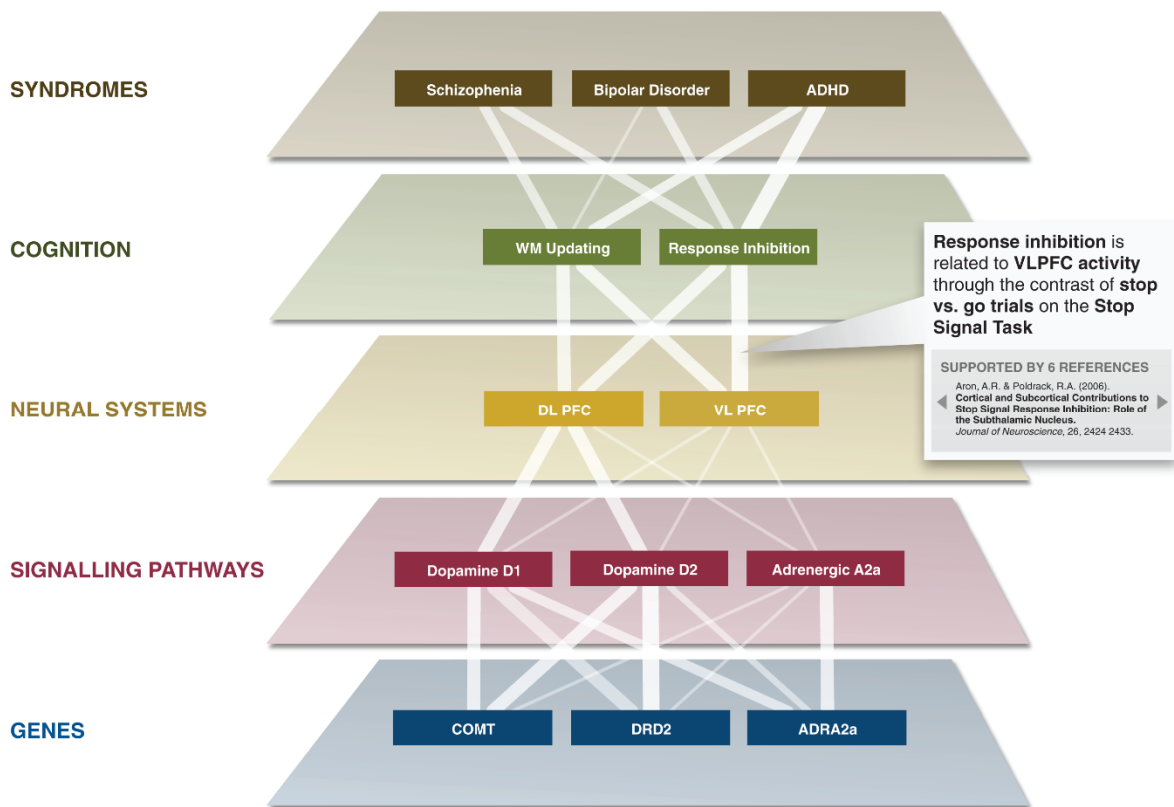 SYNDROMES
Schizophenia
Bipolar Disorder
ADHD
COGNITION
WM Updating
Response Inhibition
Response inhibition is
related to VLPFC activity
through the contrast of stop
vs. go trials on the Stop
Signal Task
SUPPORTED BY 6 REFERENCES
Aron, A.R. & Poldrack, R.A. (2006).
Cortical and Subcortical Contributions to
Stop Signal Response Inhibition: Role of
the Subthalamic Nucleus.
Journal of Neuroscience, 26, 2424 2433.
NEURAL SYSTEMS
DL PFC
VL PFC
SIGNALLING PATHWAYS
Dopamine D1
Dopamine D2
Adrenergic A2a
GENES
COMT
DRD2
ADRA2a